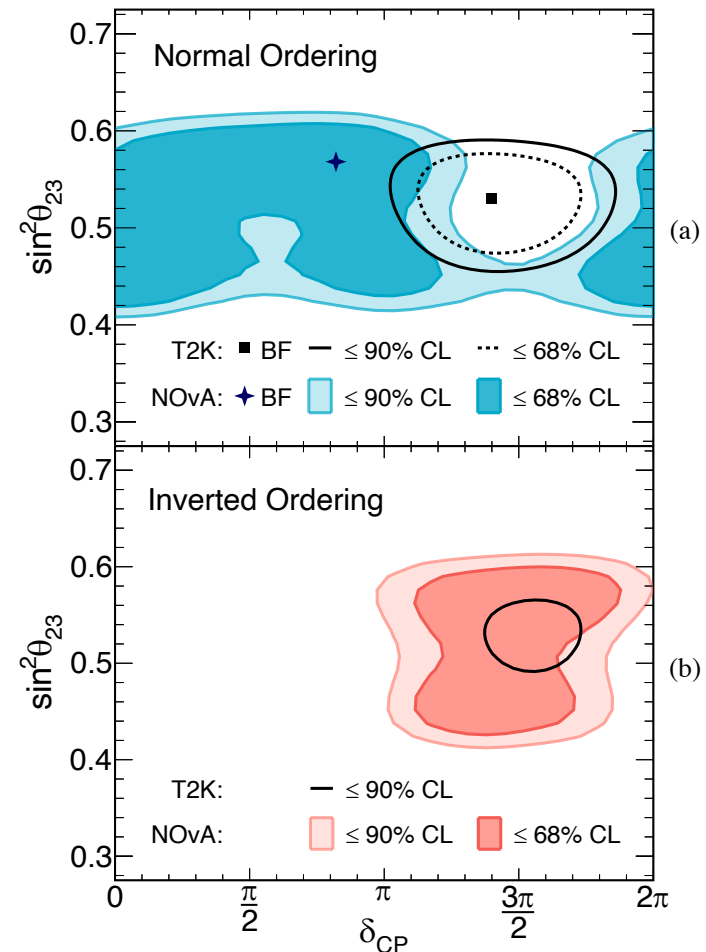 0.7
Normal Ordering
0.6
0.5
sin²θ₂₃
(a)
0.4
T2K: BF ≤ 90% CL ≤ 68% CL
NOvA: BF ≤ 90% CL ≤ 68% CL
0.3
0.7
Inverted Ordering
0.6
0.5
sin²θ₂₃
(b)
0.4
T2K: ≤ 90% CL
NOvA: ≤ 90% CL ≤ 68% CL
0.3
0 π/2 π 3π/2 2π
δ_CP